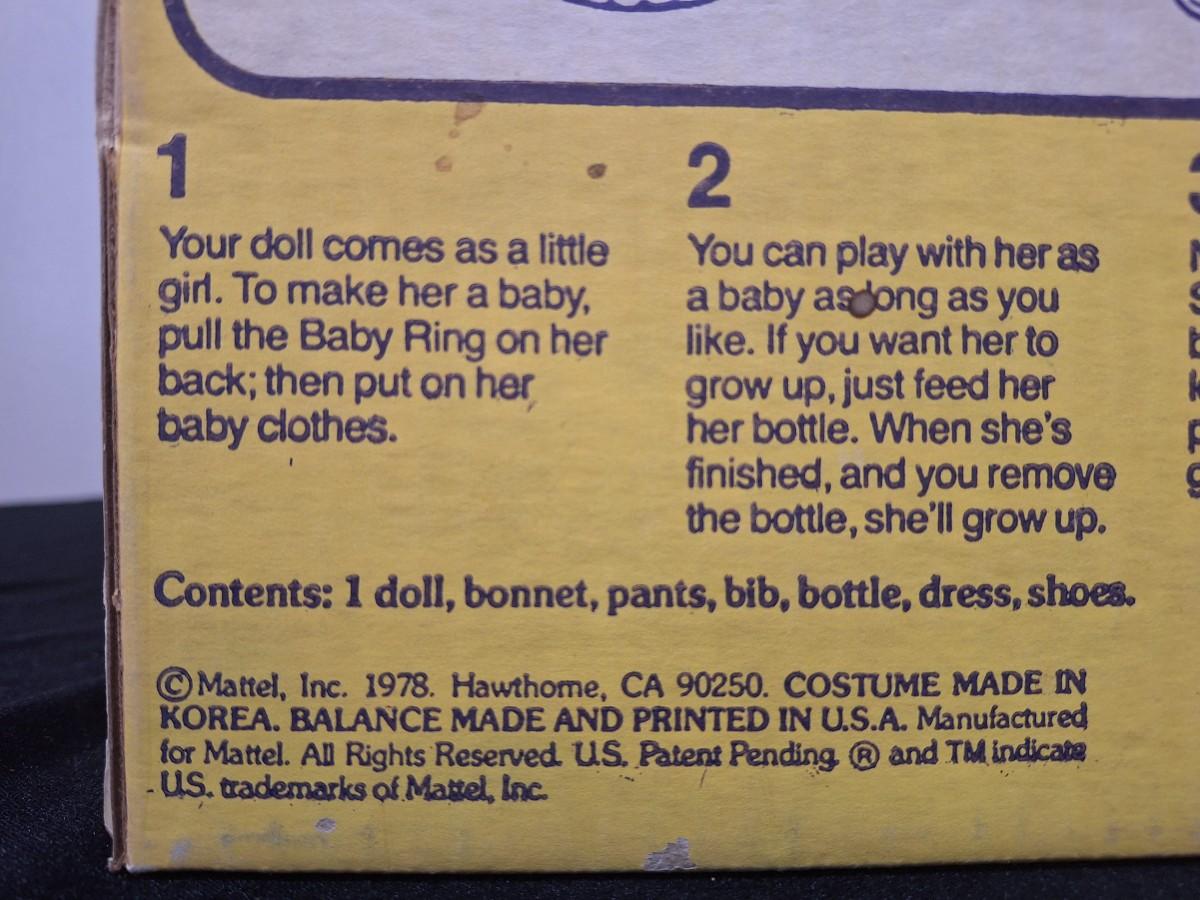 1
Your doll comes as a little
girl. To make her a baby,
pull the Baby Ring on her
back; then put on her
baby clothes.
2
You can play with her as
a baby as long as you
like. If you want her to
grow up, just feed her
her bottle. When she's
finished, and you remove
the bottle, she'll grow up.
Contents: 1 doll, bonnet, pants, bib, bottle, dress, shoes.
©Mattel, Inc. 1978. Hawthorne, CA 90250. COSTUME MADE IN
KOREA. BALANCE MADE AND PRINTED IN U.S.A. Manufactured
for Mattel. All Rights Reserved. U.S. Patent Pending. ® and TM indicate
U.S. trademarks of Mattel, Inc.